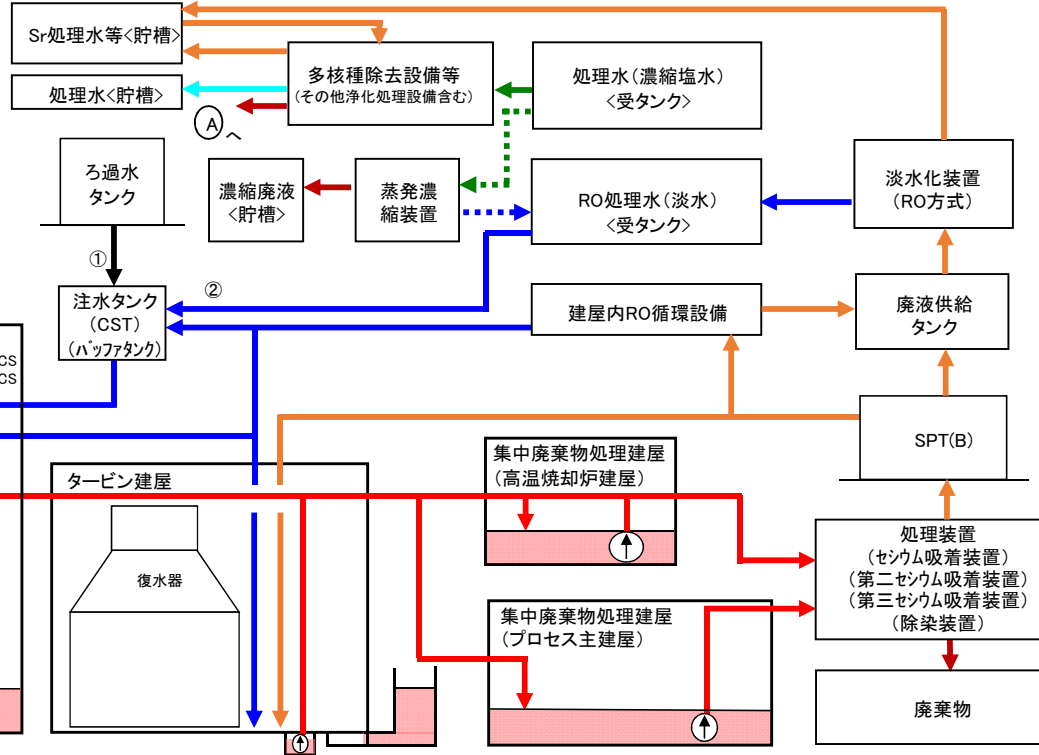 Sr処理水等<貯槽>
処理水<貯槽>
多核種除去設備等
(その他浄化処理設備含む)
Ⓐへ
処理水(濃縮塩水)
<受タンク>
ろ過水
タンク
濃縮廃液
<貯槽>
蒸発濃
縮装置
RO処理水(淡水)
<受タンク>
淡水化装置
(RO方式)
①
②
注水タンク
(CST)
(バッファタンク)
建屋内RO循環設備
廃液供給
タンク
CS
CS
SPT(B)
タービン建屋
復水器
集中廃棄物処理建屋
(高温焼却炉建屋)
集中廃棄物処理建屋
(プロセス主建屋)
処理装置
(セシウム吸着装置)
(第二セシウム吸着装置)
(第三セシウム吸着装置)
(除染装置)
廃棄物